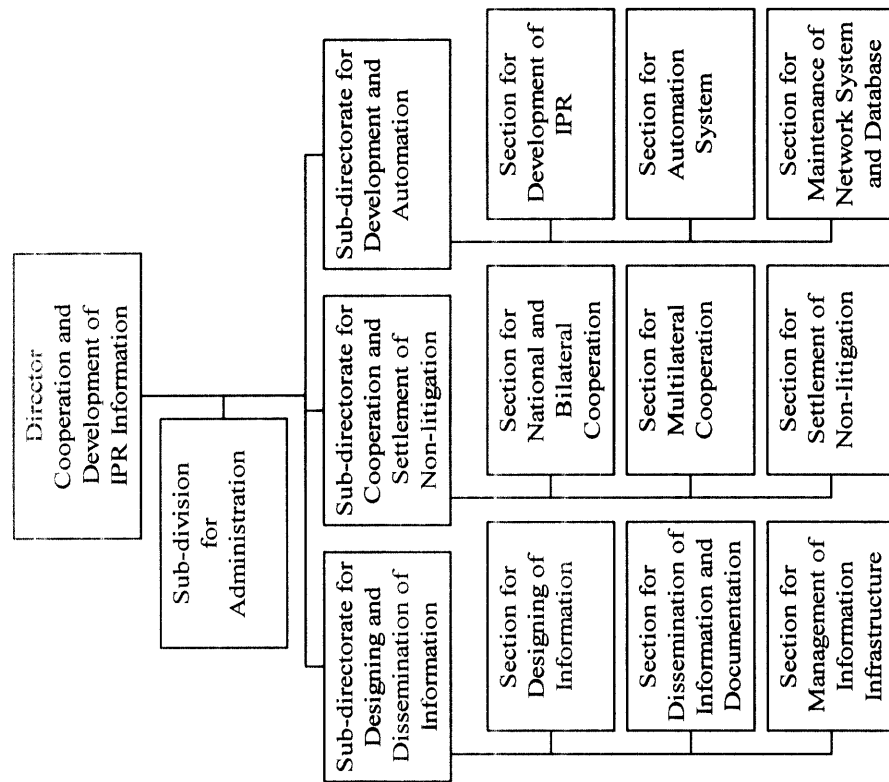 Director
Cooperation and
Development of
IPR Information
Sub-division
for
Administration
Sub-directorate for
Designing and
Dissemination of
Information
Section for
Designing of
Information
Section for
Dissemination of
Information and
Documentation
Section for
Management of
Information
Infrastructure
Sub-directorate for
Cooperation and
Settlement of
Non-litigation
Section for
National and
Bilateral
Cooperation
Section for
Multilateral
Cooperation
Section for
Settlement of
Non-litigation
Sub-directorate for
Development and
Automation
Section for
Development of
IPR
Section for
Automation
System
Section for
Maintenance of
Network System
and Database